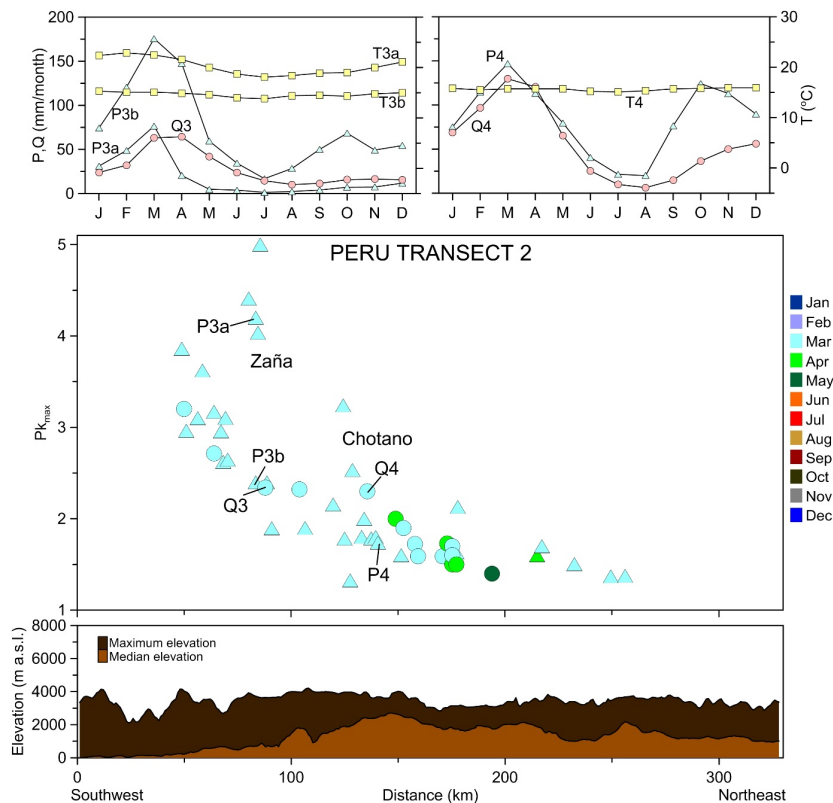 200
150
100
50
0
P,Q (mm/month)
P3b
P3a
Q3
T3a
T3b
J F M A M J J A S O N D
P4
Q4
T4
30
20
10
0
T (°C)
J F M A M J J A S O N D
PERU TRANSECT 2
5
4
3
2
1
Pkmax
P3a
Zaña
P3b
Q3
Chotano
Q4
P4
Jan
Feb
Mar
Apr
May
Jun
Jul
Aug
Sep
Oct
Nov
Dec
8000
6000
4000
2000
0
Elevation (m a.s.l.)
Maximum elevation
Median elevation
0 100 200 300
Southwest Distance (km) Northeast